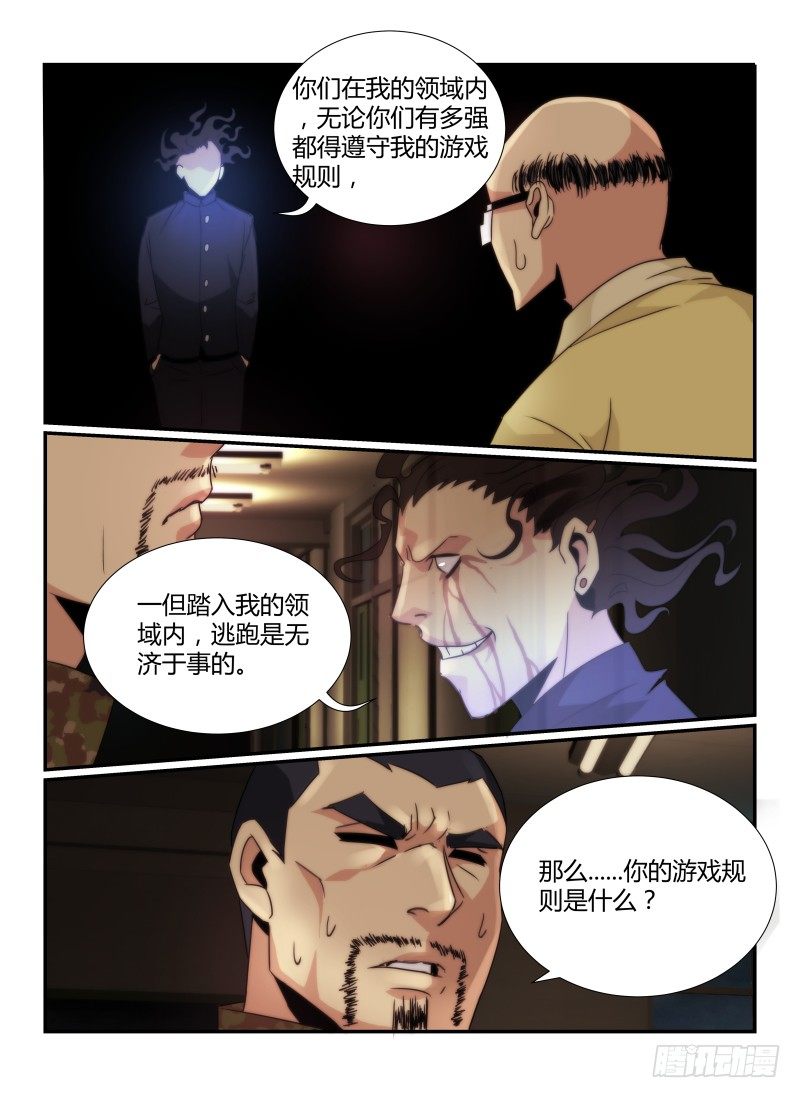 你们在我的领域内
，无论你们有多强
都得遵守我的游戏
规则，
一但踏入我的领
域内，逃跑是无
济于事的。
那么……你的游戏规
则是什么？
腾讯动漫